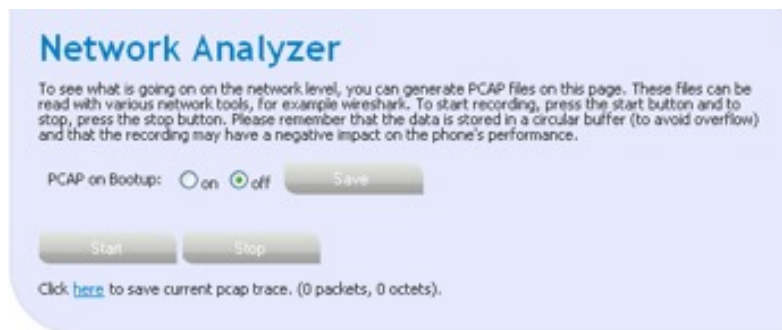 Network Analyzer
To see what is going on on the network level, you can generate PCAP files on this page. These files can be
read with various network tools, for example wireshark. To start recording, press the start button and to
stop, press the stop button. Please remember that the data is stored in a circular buffer (to avoid overflow)
and that the recording may have a negative impact on the phone's performance.
PCAP on Bootup: on off Save
Start Stop
Click here to save current pcap trace. (0 packets, 0 octets).